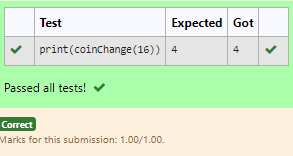 Test Expected Got
print(coinChange(16)) 4 4
Passed all tests!
Correct
Marks for this submission: 1.00/1.00.